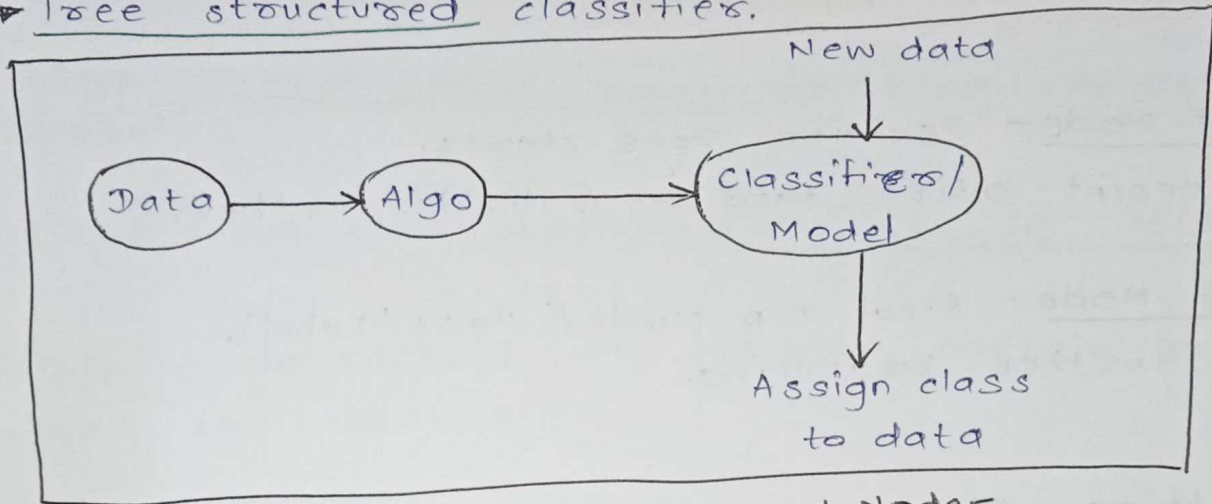 Tree structured classifier.
New data
Data
Algo
Classifier/
Model
Assign class
to data